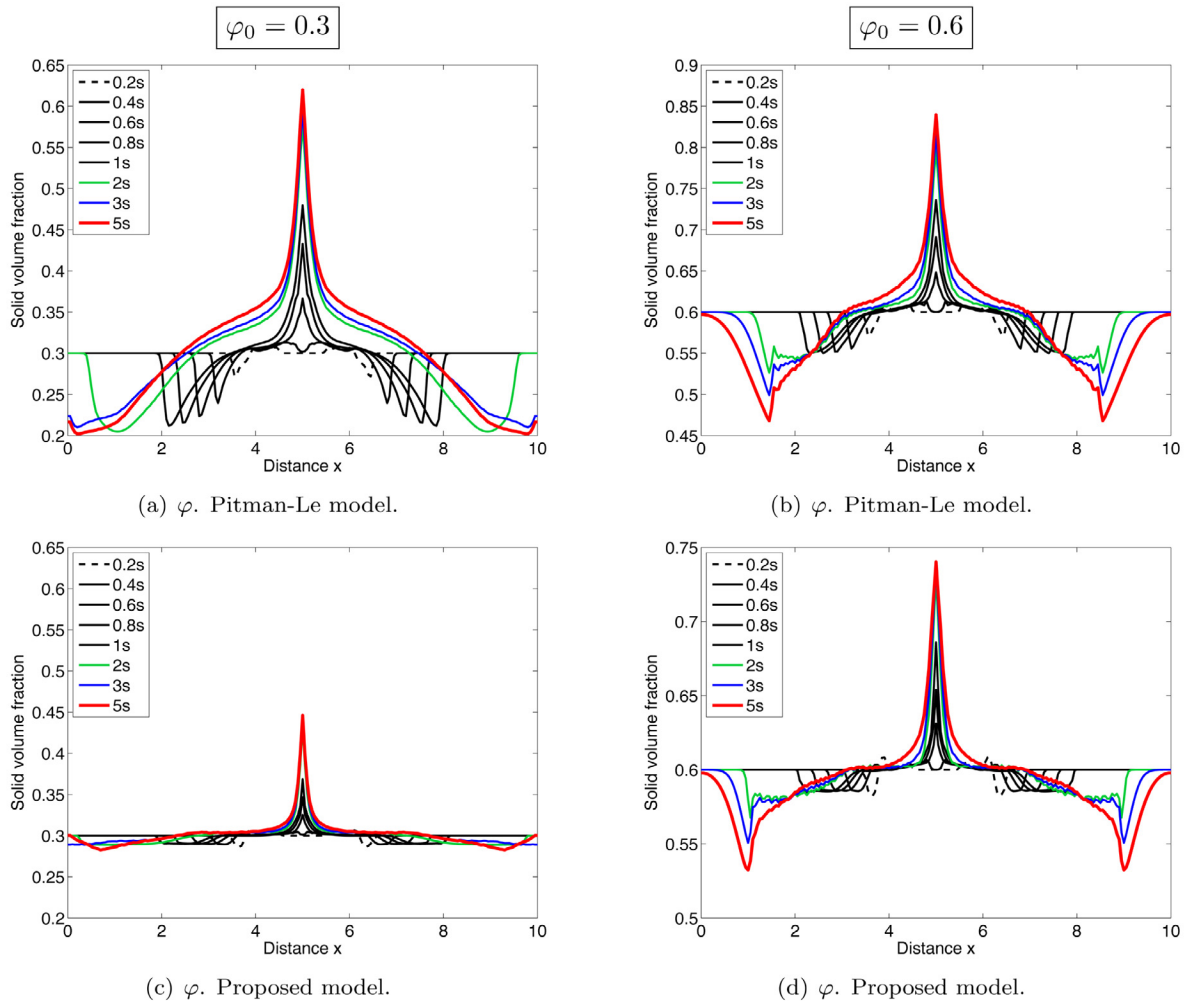 φ₀ = 0.3
φ₀ = 0.6
0.65
0.6
0.55
0.5
0.45
0.4
0.35
0.3
0.25
0.2
Solid volume fraction
0.2s
0.4s
0.6s
0.8s
1s
2s
3s
5s
0 2 4 6 8 10
Distance x
(a) φ. Pitman-Le model.
0.9
0.85
0.8
0.75
0.7
0.65
0.6
0.55
0.5
0.45
Solid volume fraction
0.2s
0.4s
0.6s
0.8s
1s
2s
3s
5s
0 2 4 6 8 10
Distance x
(b) φ. Pitman-Le model.
0.65
0.6
0.55
0.5
0.45
0.4
0.35
0.3
0.25
0.2
Solid volume fraction
0.2s
0.4s
0.6s
0.8s
1s
2s
3s
5s
0 2 4 6 8 10
Distance x
(c) φ. Proposed model.
0.75
0.7
0.65
0.6
0.55
0.5
Solid volume fraction
0.2s
0.4s
0.6s
0.8s
1s
2s
3s
5s
0 2 4 6 8 10
Distance x
(d) φ. Proposed model.